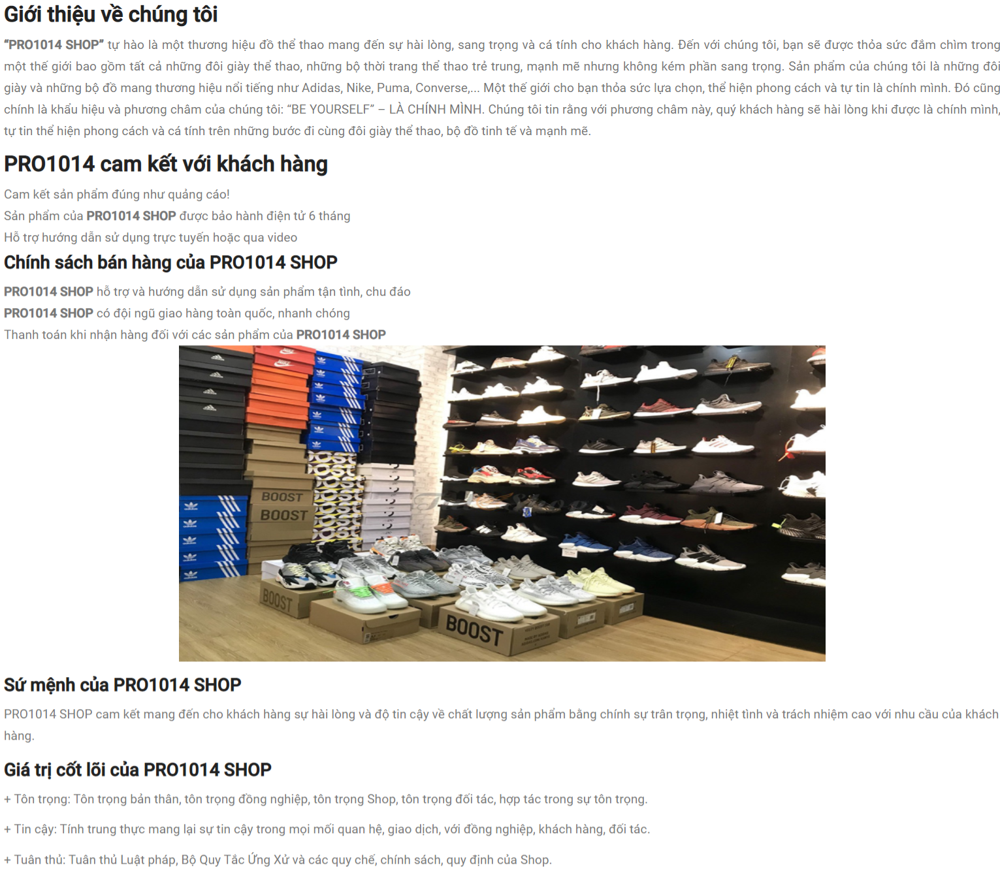 Giới thiệu về chúng tôi
“PRO1014 SHOP” tự hào là một thương hiệu đồ thể thao mang đến sự hài lòng, sang trọng và cá tính cho khách hàng. Đến với chúng tôi, bạn sẽ được thỏa sức đắm chìm trong
một thế giới bao gồm tất cả những đôi giày thể thao, những bộ thời trang thể thao trẻ trung, mạnh mẽ nhưng không kém phần sang trọng. Sản phẩm của chúng tôi là những đôi
giày và những bộ đồ mang thương hiệu nổi tiếng như Adidas, Nike, Puma, Converse,... Một thế giới cho bạn thỏa sức lựa chọn, thể hiện phong cách và tự tin là chính mình. Đó cũng
chính là khẩu hiệu và phương châm của chúng tôi: “BE YOURSELF” – LÀ CHÍNH MÌNH. Chúng tôi tin rằng với phương châm này, quý khách hàng sẽ hài lòng khi được là chính mình,
tự tin thể hiện phong cách và cá tính trên những bước đi cùng đôi giày thể thao, bộ đồ tinh tế và mạnh mẽ.
PRO1014 cam kết với khách hàng
Cam kết sản phẩm đúng như quảng cáo!
Sản phẩm của PRO1014 SHOP được bảo hành điện tử 6 tháng
Hỗ trợ hướng dẫn sử dụng trực tuyến hoặc qua video
Chính sách bán hàng của PRO1014 SHOP
PRO1014 SHOP hỗ trợ và hướng dẫn sử dụng sản phẩm tận tình, chu đáo
PRO1014 SHOP có đội ngũ giao hàng toàn quốc, nhanh chóng
Thanh toán khi nhận hàng đối với các sản phẩm của PRO1014 SHOP
BOOST
BOOST
BOOST
BOOST
Sứ mệnh của PRO1014 SHOP
PRO1014 SHOP cam kết mang đến cho khách hàng sự hài lòng và độ tin cậy về chất lượng sản phẩm bằng chính sự trân trọng, nhiệt tình và trách nhiệm cao với nhu cầu của khách
hàng.
Giá trị cốt lõi của PRO1014 SHOP
+ Tôn trọng: Tôn trọng bản thân, tôn trọng đồng nghiệp, tôn trọng Shop, tôn trọng đối tác, hợp tác trong sự tôn trọng.
+ Tin cậy: Tính trung thực mang lại sự tin cậy trong mọi mối quan hệ, giao dịch, với đồng nghiệp, khách hàng, đối tác.
+ Tuân thủ: Tuân thủ Luật pháp, Bộ Quy Tắc Ứng Xử và các quy chế, chính sách, quy định của Shop.